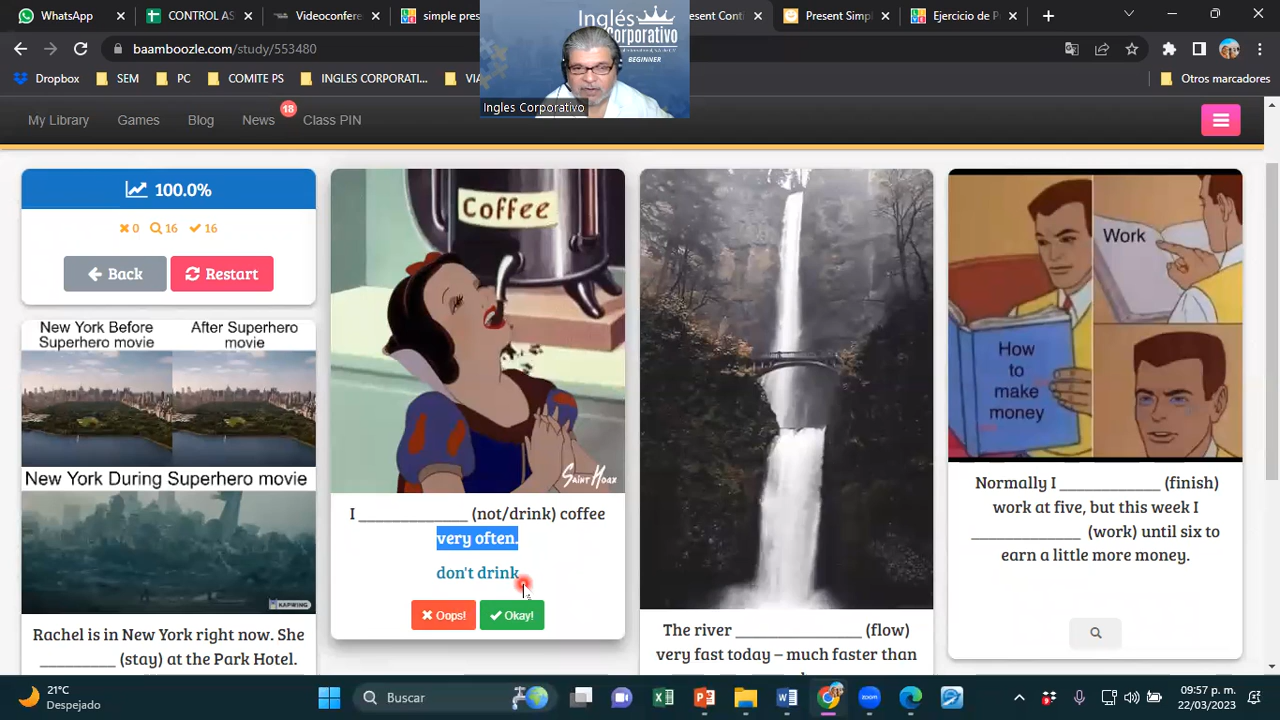 CONTROL AS
Videoconfere
simple pres
esent Conti
Present Simpl
Ejercicio de P
baamboozle.com/study/553480
Dropbox
SEM
PC
COMITE PS
INGLES CORPORATI...
VIA
Otros marcadores
Inglés
Corporativo
BEGINNER
Ingles Corporativo
My Library
Games
Blog
News
18
Class PIN
100.0%
0
16
16
Back
Restart
New York Before
Superhero movie
After Superhero
movie
New York During Superhero movie
KAPWING
Rachel is in New York right now. She
_________ (stay) at the Park Hotel.
Coffee
SAINT HOAX
I _____________ (not/drink) coffee
very often.
don't drink
Oops!
Okay!
The river _______________ (flow)
very fast today – much faster than
Work
How
to
make
money
Normally I ____________ (finish)
work at five, but this week I
_____________ (work) until six to
earn a little more money.
21°C
Despejado
Buscar
zoom
09:57 p. m.
22/03/2023